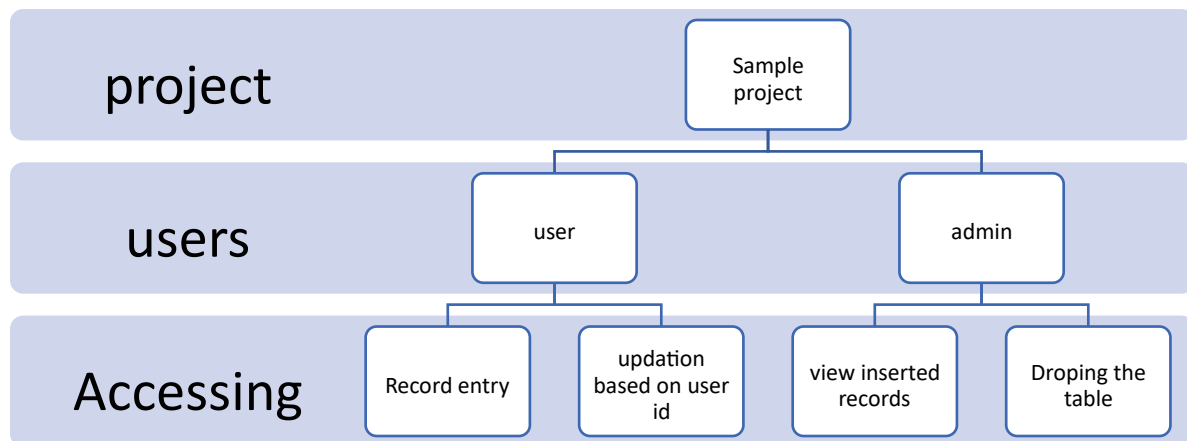 project
Sample
project
users
user
admin
Accessing
Record entry
updation
based on user
id
view inserted
records
Droping the
table